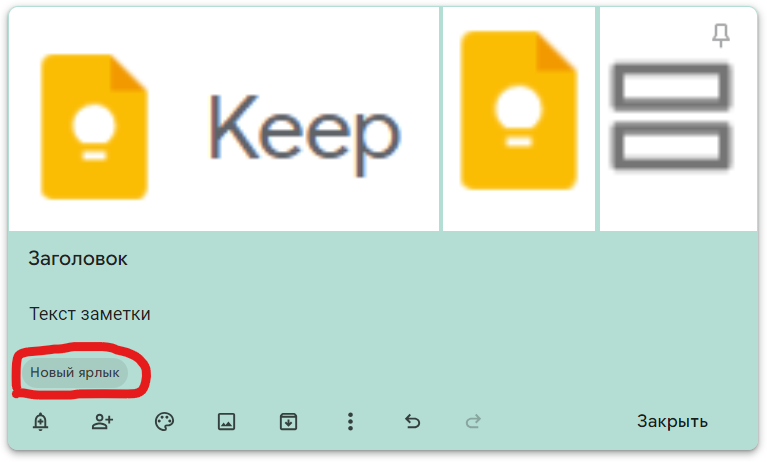 Keep
Заголовок
Текст заметки
Новый ярлык
Закрыть